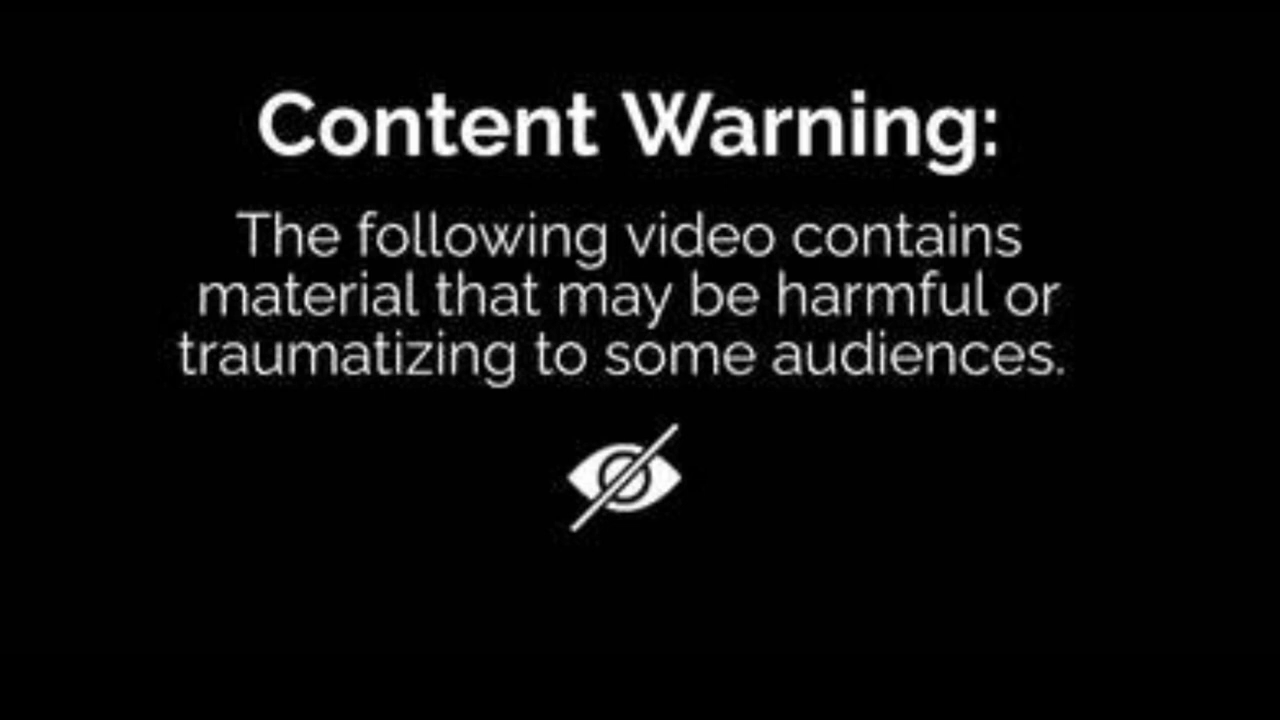 Content Warning:
The following video contains
material that may be harmful or
traumatizing to some audiences.